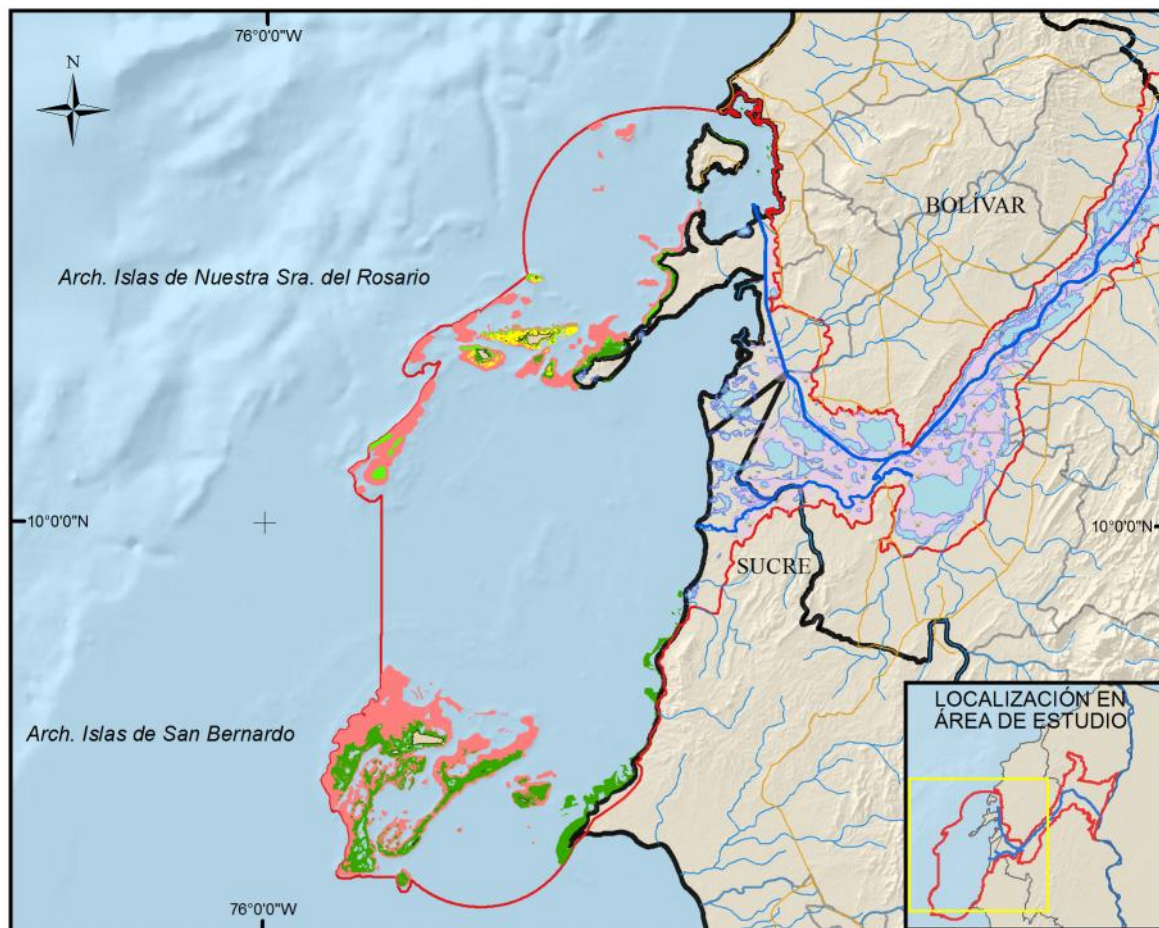 76°0'0"W
N
BOLÍVAR
Arch. Islas de Nuestra Sra. del Rosario
10°0'0"N
10°0'0"N
SUCRE
LOCALIZACIÓN EN
ÁREA DE ESTUDIO
Arch. Islas de San Bernardo
76°0'0"W